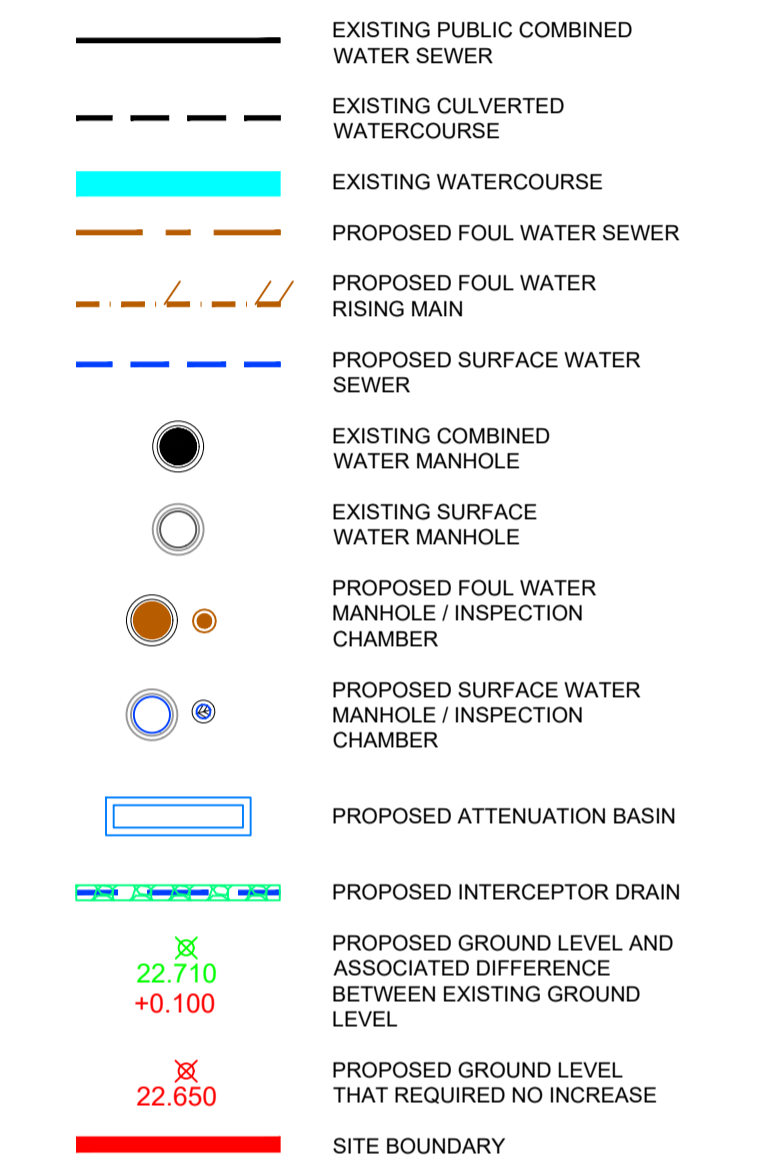 EXISTING PUBLIC COMBINED
WATER SEWER
EXISTING CULVERTED
WATERCOURSE
EXISTING WATERCOURSE
PROPOSED FOUL WATER SEWER
PROPOSED FOUL WATER
RISING MAIN
PROPOSED SURFACE WATER
SEWER
EXISTING COMBINED
WATER MANHOLE
EXISTING SURFACE
WATER MANHOLE
PROPOSED FOUL WATER
MANHOLE / INSPECTION
CHAMBER
PROPOSED SURFACE WATER
MANHOLE / INSPECTION
CHAMBER
PROPOSED ATTENUATION BASIN
PROPOSED INTERCEPTOR DRAIN
22.710
+0.100
PROPOSED GROUND LEVEL AND
ASSOCIATED DIFFERENCE
BETWEEN EXISTING GROUND
LEVEL
22.650
PROPOSED GROUND LEVEL
THAT REQUIRED NO INCREASE
SITE BOUNDARY